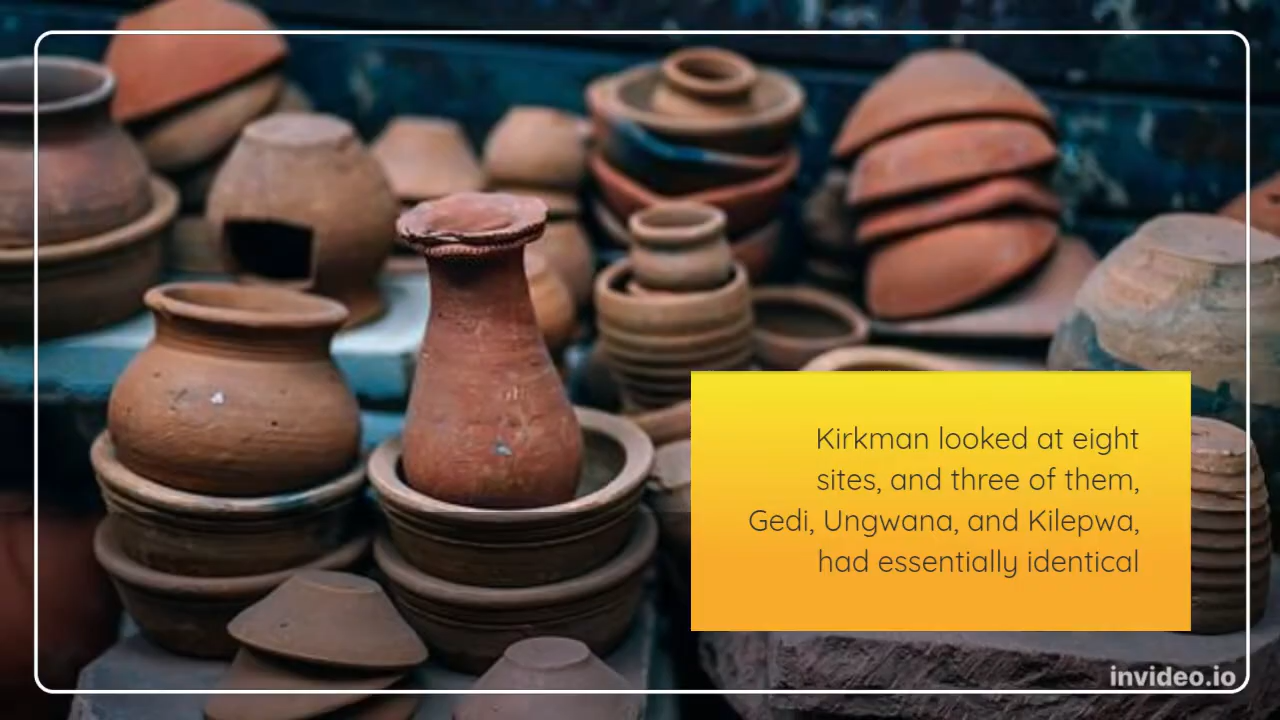 Kirkman looked at eight
sites, and three of them,
Gedi, Ungwana, and Kilepwa,
had essentially identical
invideo.io